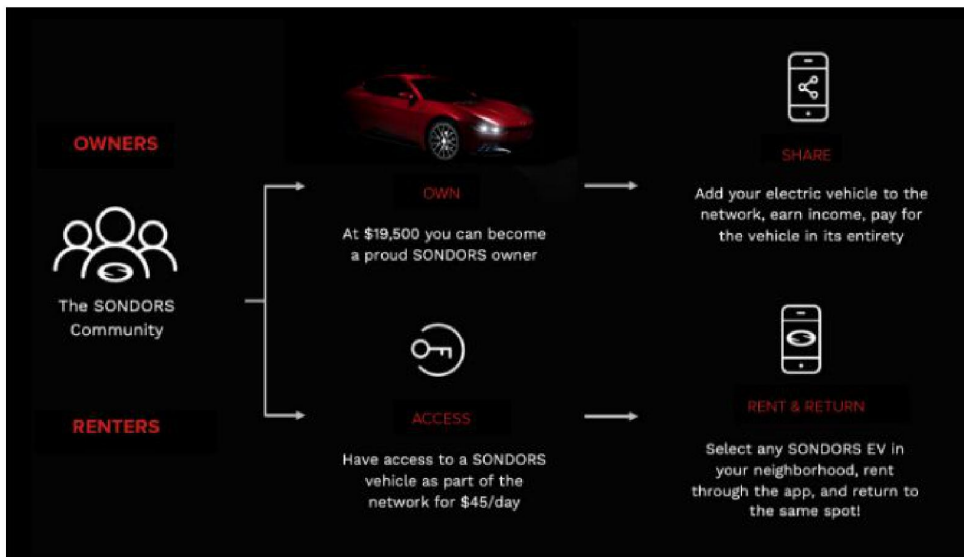 OWNERS
The SONDORS
Community
RENTERS
OWN
At $19,500 you can become
a proud SONDORS owner
SHARE
Add your electric vehicle to the
network, earn income, pay for
the vehicle in its entirety
ACCESS
Have access to a SONDORS
vehicle as part of the
network for $45/day
RENT & RETURN
Select any SONDORS EV in
your neighborhood, rent
through the app, and return to
the same spot!